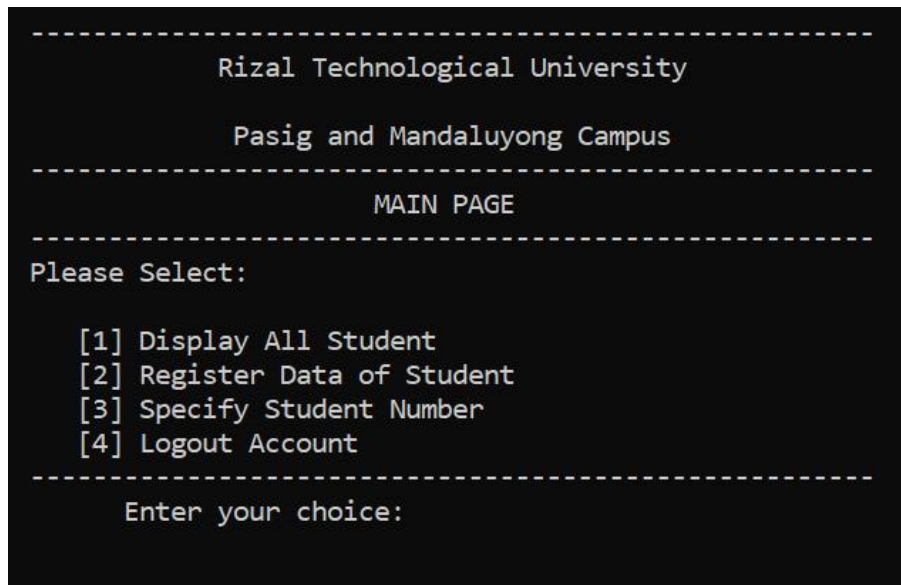 ------------------------------------------------------
Rizal Technological University
Pasig and Mandaluyong Campus
------------------------------------------------------
MAIN PAGE
------------------------------------------------------
Please Select:
[1] Display All Student
[2] Register Data of Student
[3] Specify Student Number
[4] Logout Account
------------------------------------------------------
Enter your choice: